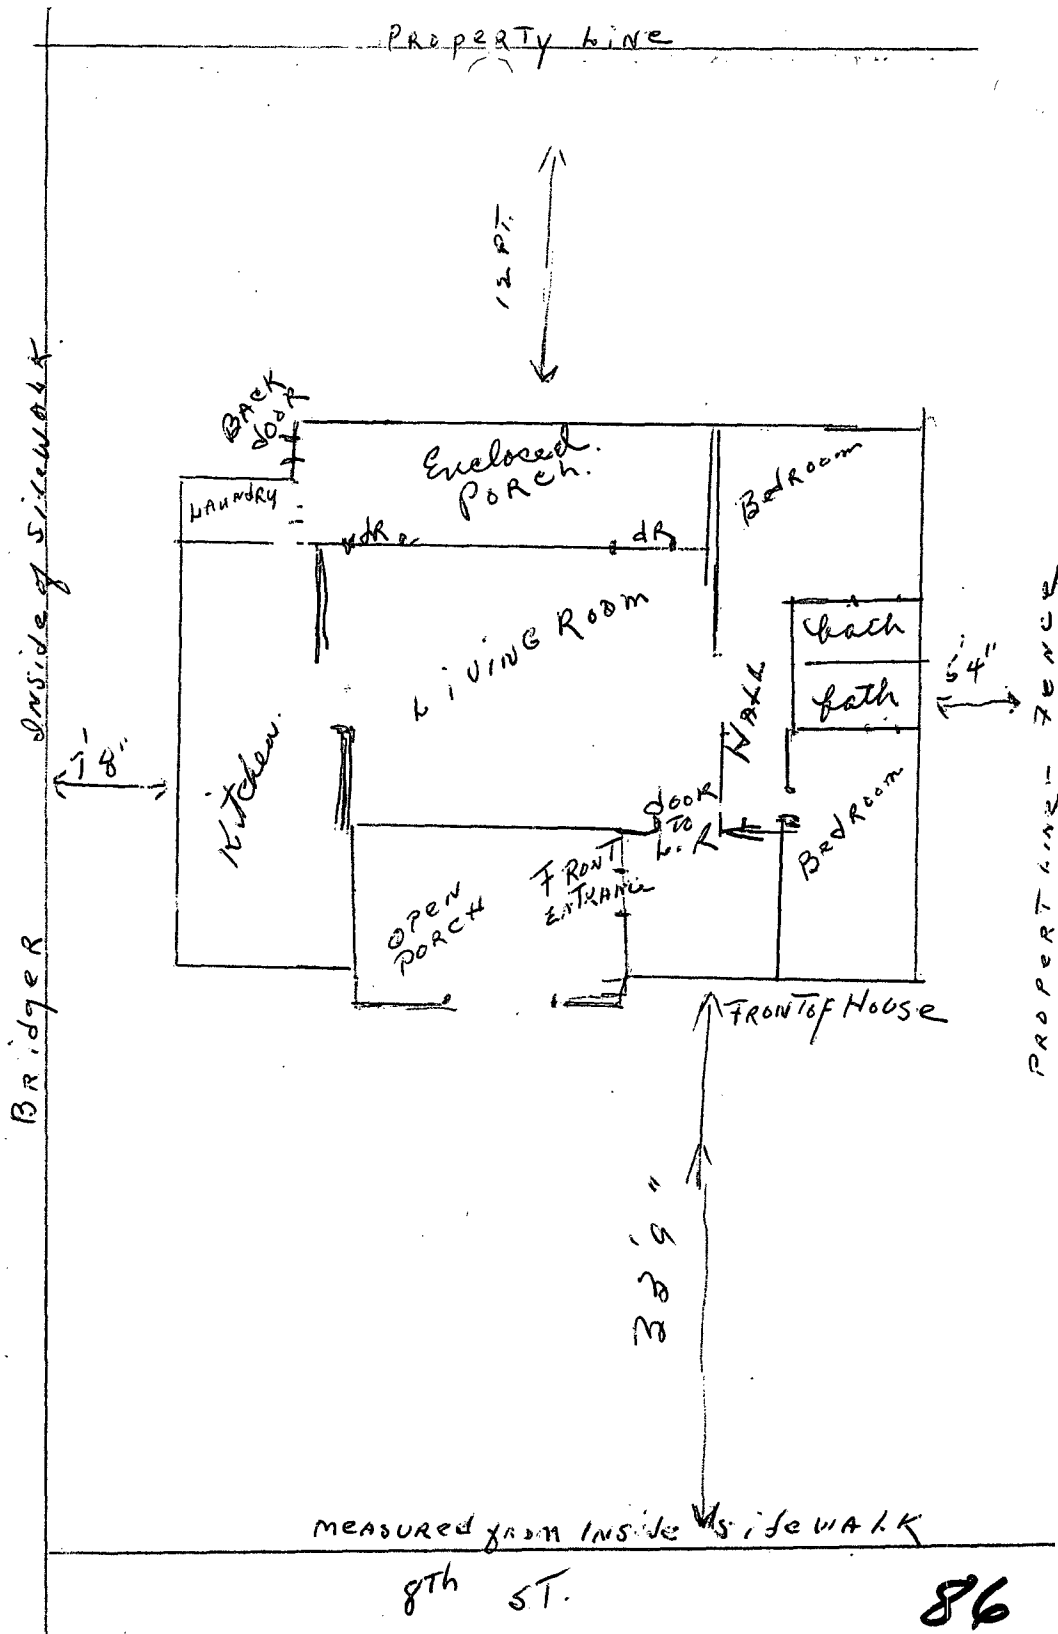 PROPERTY LINE
12 FT.
BACK
dOOR
Enclosed
PORCH.
BedROOM
LAUNDRY
dR
dR
LiViNG ROOM
bath
bath
5'4"
HALL
Kitchen
dOOR
TO
L.R
FRONT
ENTRANCE
OPEN
PORCH
BEdROOM
FRONT OF HOUSE
33'9"
Inside of SideWALK
BRidgeR
PROPERTY LINE - FENCE
MEASURED from INSide SideWALK
8Th ST.
86